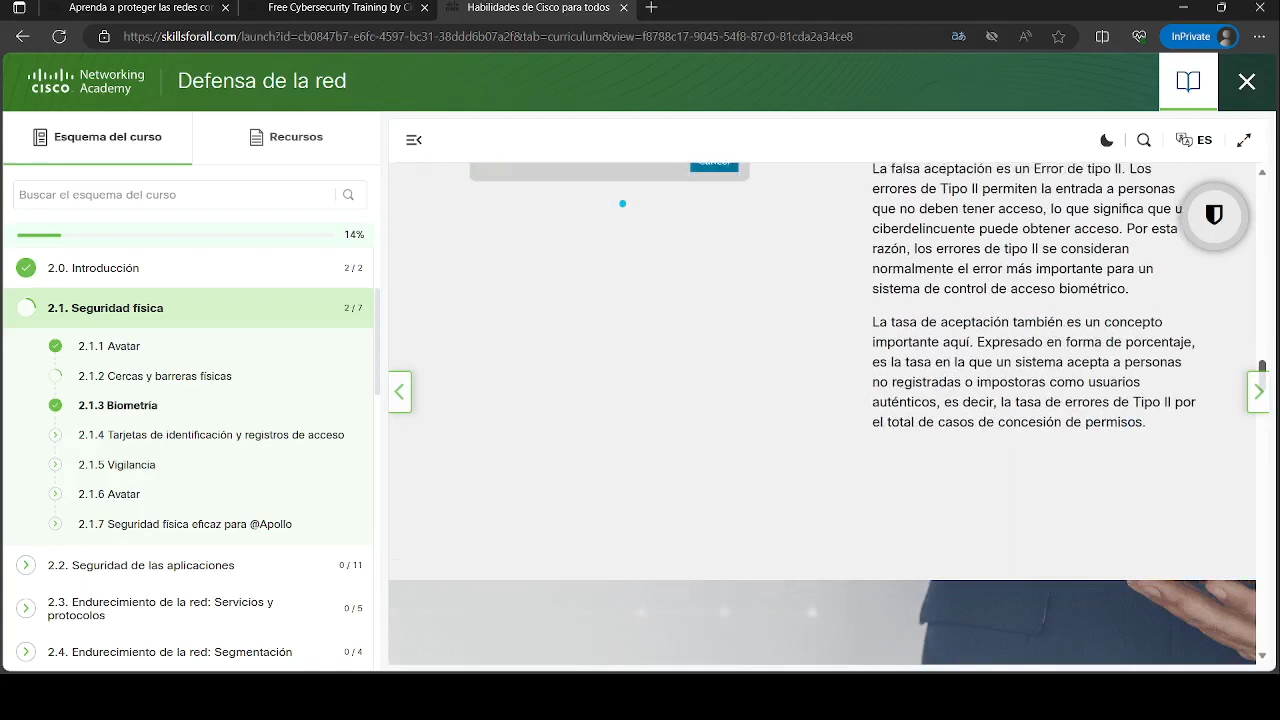 Aprenda a proteger las redes cor
Free Cybersecurity Training by Ci
Habilidades de Cisco para todos
https://skillsforall.com/launch?id=cb0847b7-e6fc-4597-bc31-38ddd6b07a2f&tab=curriculum&view=f8788c17-9045-54f8-87c0-81cda2a34ce8
InPrivate
CISCO Networking Academy
Defensa de la red
Esquema del curso
Recursos
ES
Buscar el esquema del curso
14%
2.0. Introducción 2 / 2
2.1. Seguridad física 2 / 7
2.1.1 Avatar
2.1.2 Cercas y barreras físicas
2.1.3 Biometría
2.1.4 Tarjetas de identificación y registros de acceso
2.1.5 Vigilancia
2.1.6 Avatar
2.1.7 Seguridad física eficaz para @Apollo
2.2. Seguridad de las aplicaciones 0 / 11
2.3. Endurecimiento de la red: Servicios y
protocolos 0 / 5
2.4. Endurecimiento de la red: Segmentación 0 / 4
La falsa aceptación es un Error de tipo II. Los
errores de Tipo II permiten la entrada a personas
que no deben tener acceso, lo que significa que u
ciberdelincuente puede obtener acceso. Por esta
razón, los errores de tipo II se consideran
normalmente el error más importante para un
sistema de control de acceso biométrico.
La tasa de aceptación también es un concepto
importante aquí. Expresado en forma de porcentaje,
es la tasa en la que un sistema acepta a personas
no registradas o impostoras como usuarios
auténticos, es decir, la tasa de errores de Tipo II por
el total de casos de concesión de permisos.